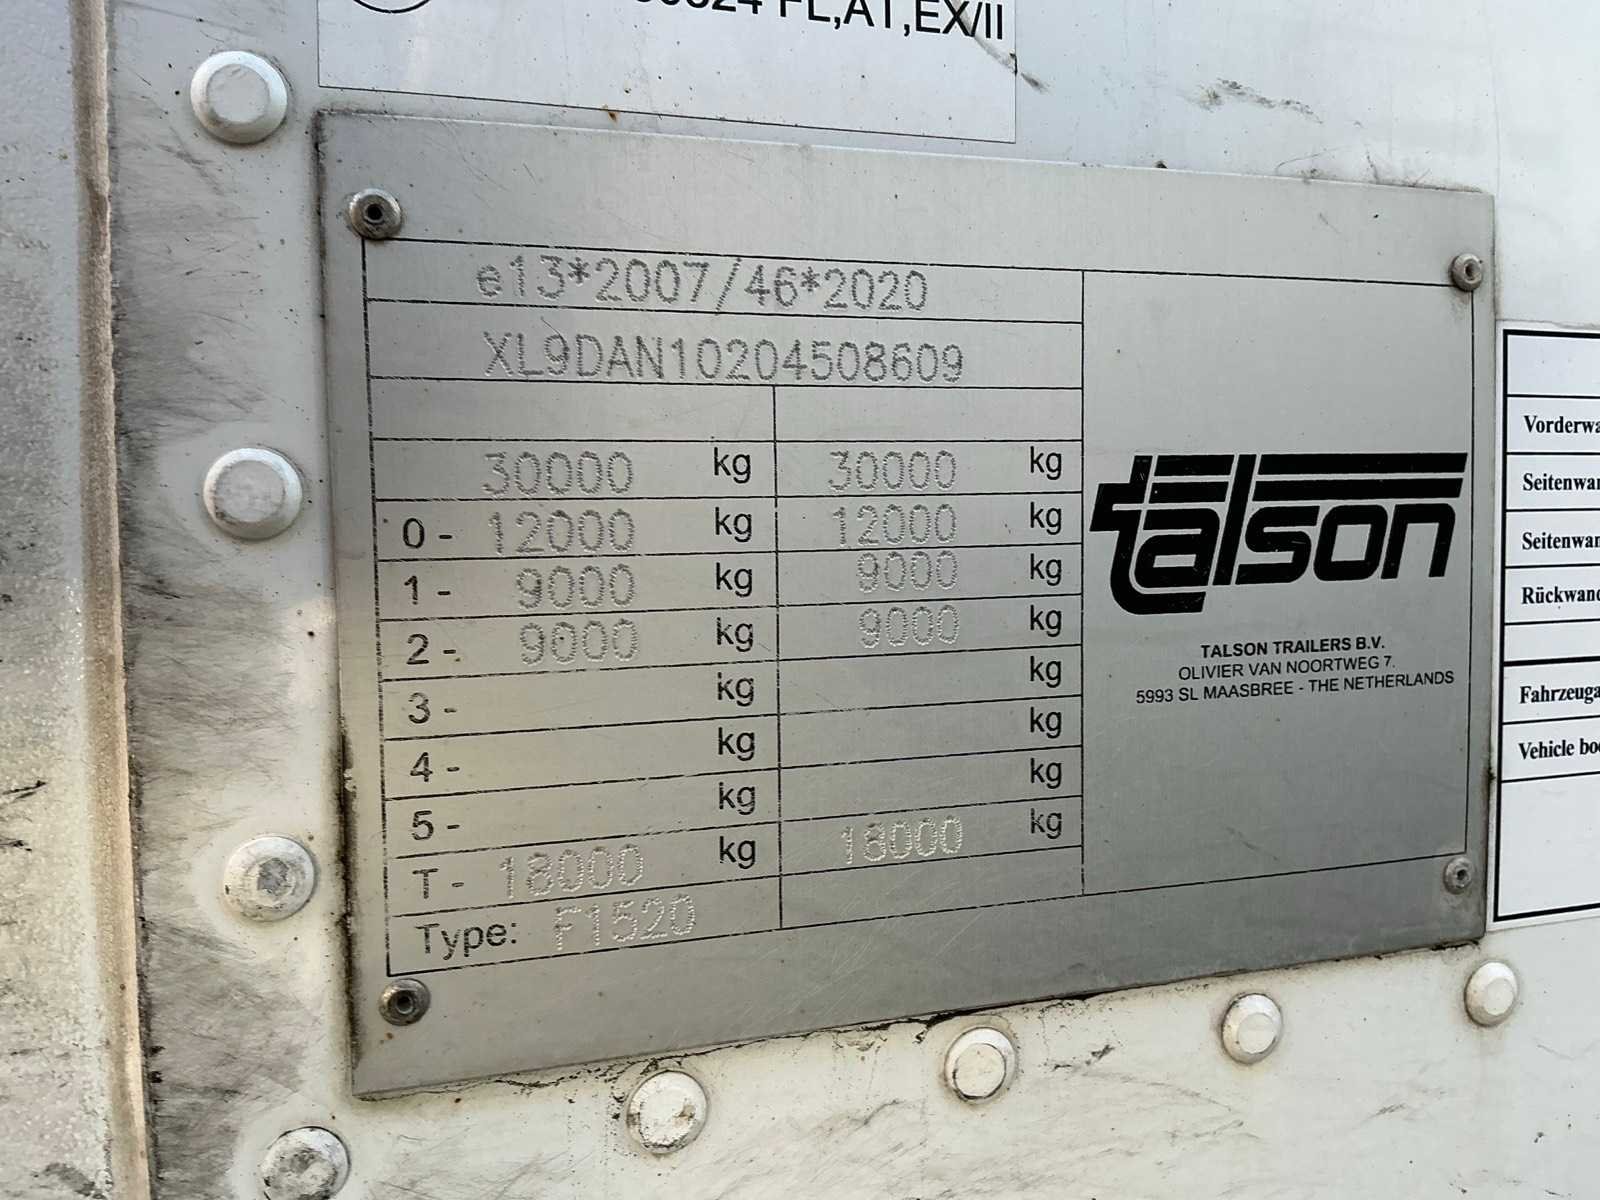 FL,AT,EX/II
e13*2007/46*2020
XL9DAN10204508609
30000 kg 30000 kg
0 - 12000 kg 12000 kg
1 - 9000 kg 9000 kg
2 - 9000 kg 9000 kg
3 - kg kg
4 - kg kg
5 - kg kg
T - 18000 kg 18000 kg
Type: F1520
talson
TALSON TRAILERS B.V.
OLIVIER VAN NOORTWEG 7.
5993 SL MAASBREE - THE NETHERLANDS
Vorderwa
Seitenwan
Seitenwan
Rückwand
Fahrzeuga
Vehicle bo